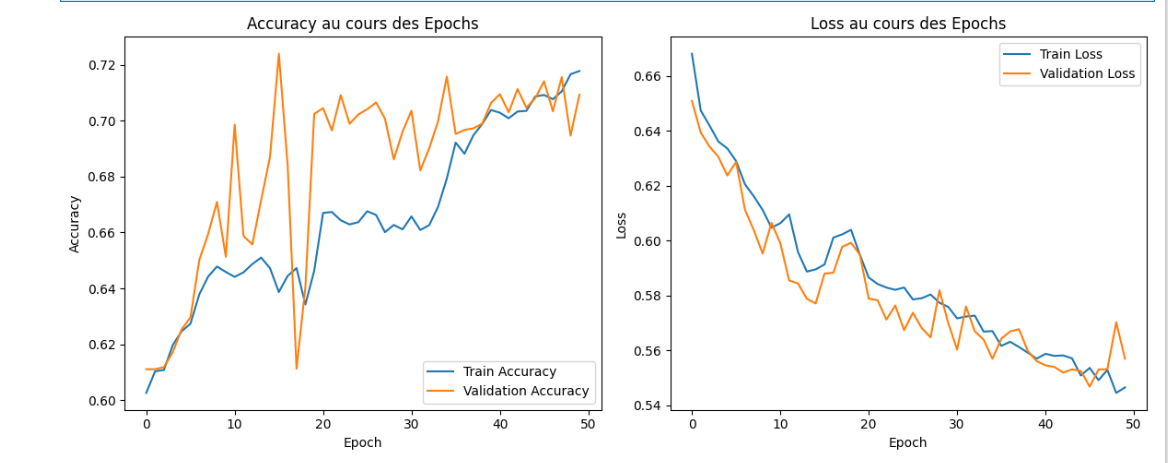 Accuracy au cours des Epochs
0.72
0.70
0.68
0.66
0.64
0.62
0.60
Accuracy
0
10
20
30
40
50
Epoch
Train Accuracy
Validation Accuracy
Loss au cours des Epochs
0.66
0.64
0.62
0.60
0.58
0.56
0.54
Loss
0
10
20
30
40
50
Epoch
Train Loss
Validation Loss